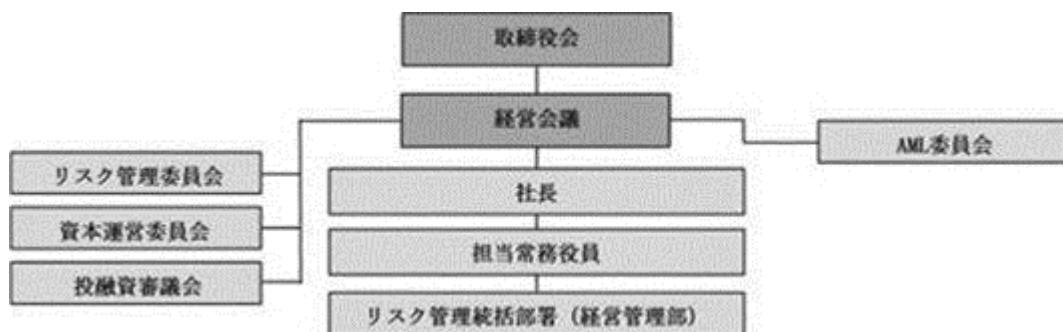 取締役会
経営会議
AML委員会
リスク管理委員会
社長
資本運営委員会
担当常務役員
投融資審議会
リスク管理統括部署（経営管理部）